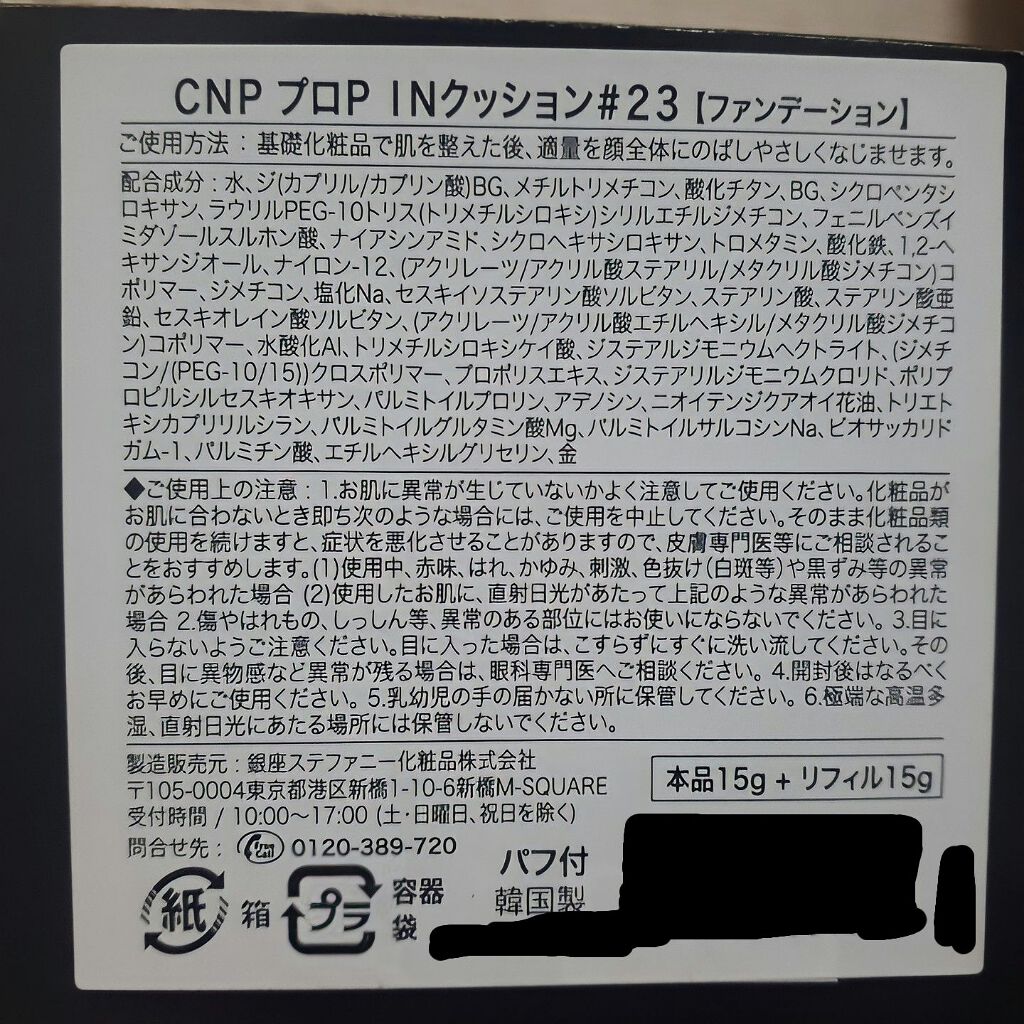 CNP プロP INクッション#23【ファンデーション】
ご使用方法：基礎化粧品で肌を整えた後、適量を顔全体にのばしやさしくなじませます。
配合成分：水、ジ(カプリル/カプリン酸)BG、メチルトリメチコン、酸化チタン、BG、シクロペンタシ
ロキサン、ラウリルPEG-10トリス(トリメチルシロキシ)シリルエチルジメチコン、フェニルベンズイ
ミダゾールスルホン酸、ナイアシンアミド、シクロヘキサシロキサン、トロメタミン、酸化鉄、1,2-ヘ
キサンジオール、ナイロン-12、(アクリレーツ/アクリル酸ステアリル/メタクリル酸ジメチコン)コ
ポリマー、ジメチコン、塩化Na、セスキイソステアリン酸ソルビタン、ステアリン酸、ステアリン酸亜
鉛、セスキオレイン酸ソルビタン、(アクリレーツ/アクリル酸エチルヘキシル/メタクリル酸ジメチコ
ン)コポリマー、水酸化Al、トリメチルシロキシケイ酸、ジステアルジモニウムヘクトライト、(ジメチ
コン/(PEG-10/15))クロスポリマー、プロポリスエキス、ジステアリルジモニウムクロリド、ポリプ
ロピルシルセスキオキサン、パルミトイルプロリン、アデノシン、ニオイテンジクアオイ花油、トリエト
キシカプリリルシラン、パルミトイルグルタミン酸Mg、パルミトイルサルコシンNa、ビオサッカリド
ガム-1、パルミチン酸、エチルヘキシルグリセリン、金
◆ご使用上の注意：1.お肌に異常が生じていないかよく注意してご使用ください。化粧品が
お肌に合わないとき即ち次のような場合には、ご使用を中止してください。そのまま化粧品類
の使用を続けますと、症状を悪化させることがありますので、皮膚専門医等にご相談されるこ
とをおすすめします。(1)使用中、赤味、はれ、かゆみ、刺激、色抜け(白斑等)や黒ずみ等の異常
があらわれた場合 (2)使用したお肌に、直射日光があたって上記のような異常があらわれた
場合 2.傷やはれもの、しっしん等、異常のある部位にはお使いにならないでください。 3.目に
入らないようご注意ください。目に入った場合は、こすらずにすぐに洗い流してください。その
後、目に異物感など異常が残る場合は、眼科専門医へご相談ください。 4.開封後はなるべく
お早めにご使用ください。 5.乳幼児の手の届かない所に保管してください。 6.極端な高温多
湿、直射日光にあたる場所には保管しないでください。
製造販売元：銀座ステファニー化粧品株式会社
〒105-0004東京都港区新橋1-10-6新橋M-SQUARE
受付時間 / 10:00～17:00 (土・日曜日、祝日を除く)
問合せ先： Free Call 0120-389-720
本品15g + リフィル15g
パフ付
韓国製
紙 箱
プラ 容器
袋